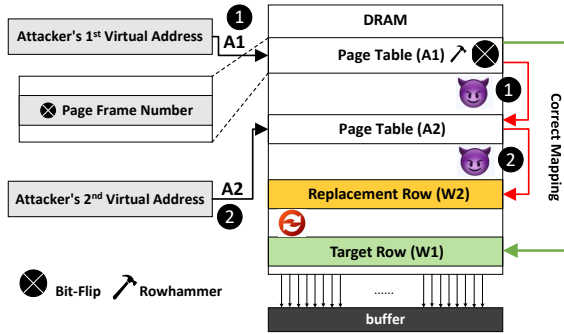 DRAM
1
Attacker's 1st Virtual Address
A1
Page Table (A1)
1
Page Frame Number
Correct Mapping
Page Table (A2)
2
Attacker's 2nd Virtual Address
A2
2
Replacement Row (W2)
Target Row (W1)
Bit-Flip
Rowhammer
......
buffer